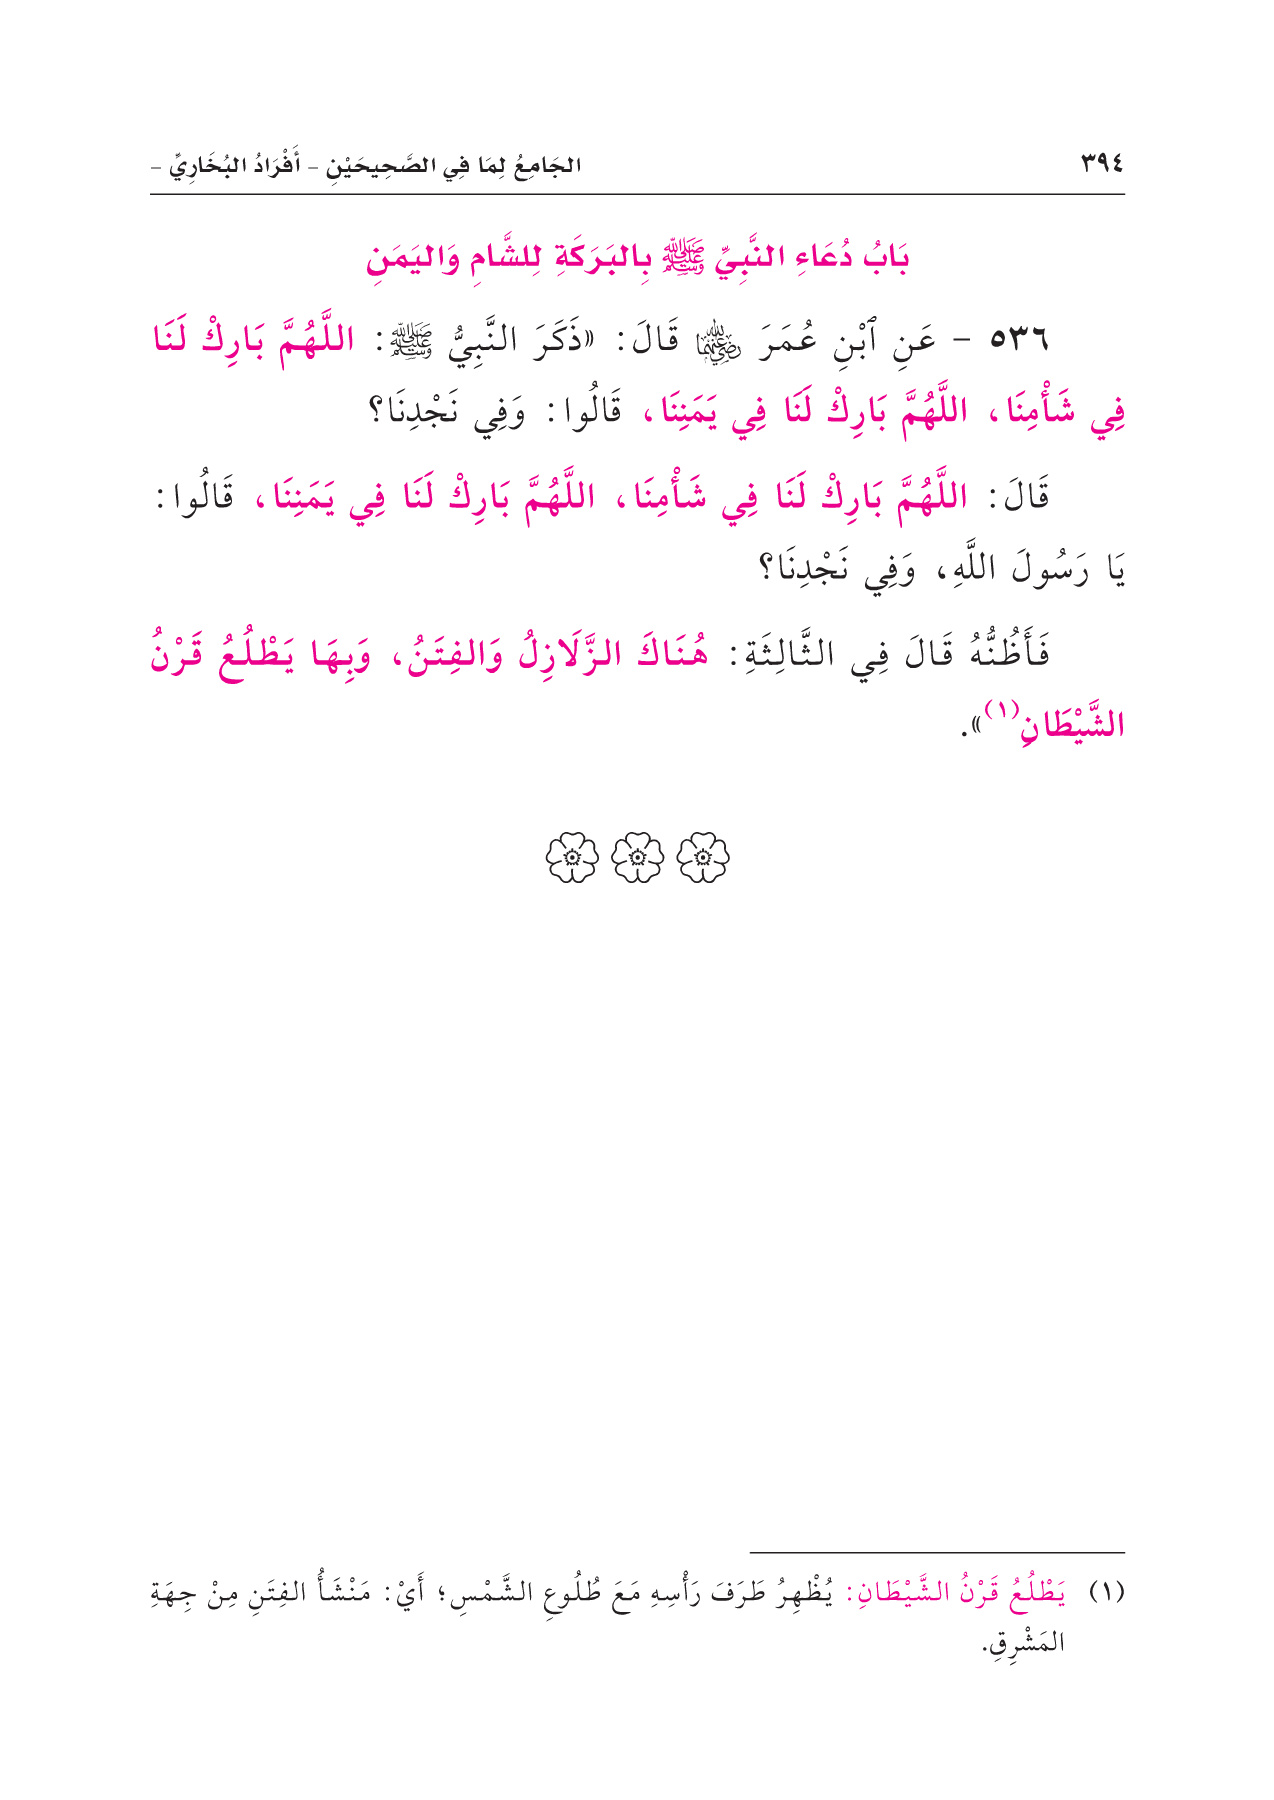 ٣٩٤ الجَامِعُ لِمَا فِي الصَّحِيحَيْنِ – أَفْرَادُ البُخَارِيِّ –
بَابُ دُعَاءِ النَّبِيِّ ﷺ بِالبَرَكَةِ لِلشَّامِ وَاليَمَنِ
٥٣٦ – عَنِ ٱبْنِ عُمَرَ رضي الله عنهما قَالَ: «ذَكَرَ النَّبِيُّ ﷺ: اللَّهُمَّ بَارِكْ لَنَا
فِي شَأْمِنَا، اللَّهُمَّ بَارِكْ لَنَا فِي يَمَنِنَا، قَالُوا: وَفِي نَجْدِنَا؟
قَالَ: اللَّهُمَّ بَارِكْ لَنَا فِي شَأْمِنَا، اللَّهُمَّ بَارِكْ لَنَا فِي يَمَنِنَا، قَالُوا:
يَا رَسُولَ اللَّهِ، وَفِي نَجْدِنَا؟
فَأَظُنُّهُ قَالَ فِي الثَّالِثَةِ: هُنَاكَ الزَّلَازِلُ وَالفِتَنُ، وَبِهَا يَطْلُعُ قَرْنُ
الشَّيْطَانِ(١)».
(١) يَطْلُعُ قَرْنُ الشَّيْطَانِ: يُظْهِرُ طَرَفَ رَأْسِهِ مَعَ طُلُوعِ الشَّمْسِ؛ أَيْ: مَنْشَأُ الفِتَنِ مِنْ جِهَةِ
المَشْرِقِ.